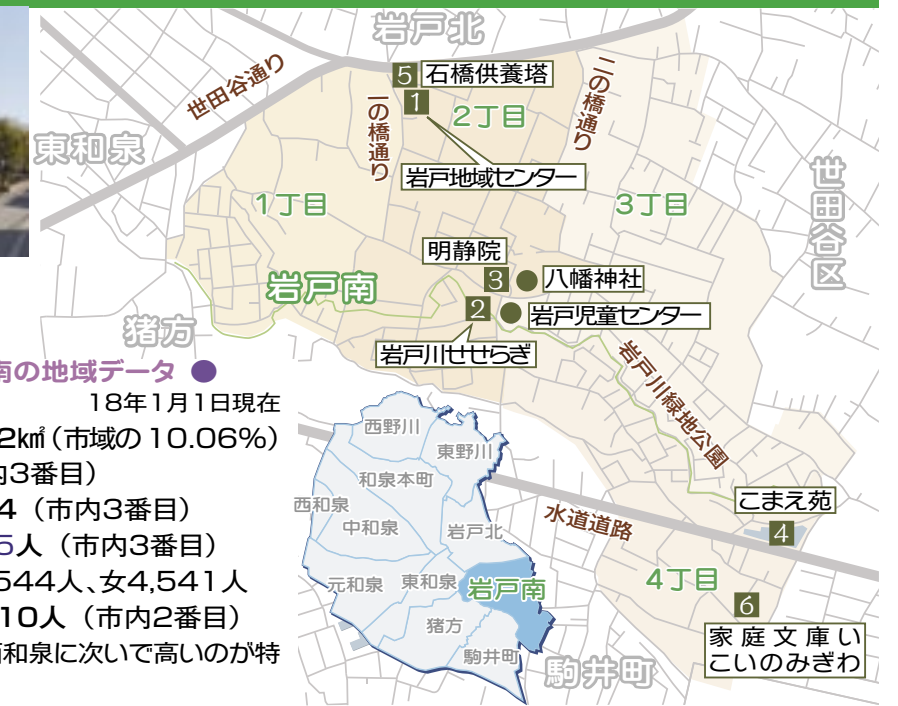 岩戸北
世田谷通り
5 石橋供養塔
1
一の橋通り
2丁目
二の橋通り
東和泉
岩戸地域センター
世田谷区
1丁目
3丁目
明静院
3
八幡神社
岩戸南
2
岩戸児童センター
猪方
岩戸川せせらぎ
岩戸川緑地公園
南の地域データ ●
18年1月1日現在
2㎢(市域の10.06%)
内3番目)
4(市内3番目)
5人(市内3番目)
544人、女4,541人
10人(市内2番目)
和泉に次いで高いのが特
西野川
東野川
和泉本町
西和泉
中和泉
岩戸北
元和泉
東和泉
岩戸南
猪方
駒井町
水道道路
こまえ苑
4
4丁目
6
家庭文庫い
こいのみぎわ
駒井町